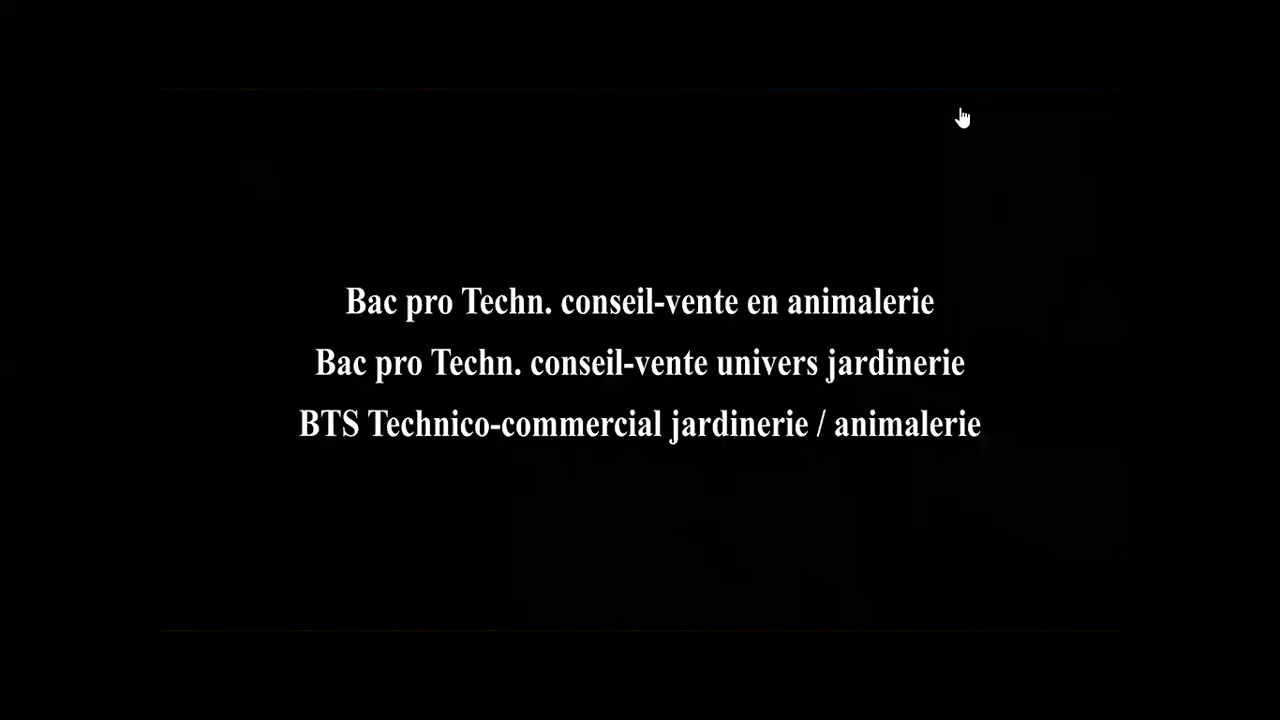 Bac pro Techn. conseil-vente en animalerie
Bac pro Techn. conseil-vente univers jardinerie
BTS Technico-commercial jardinerie / animalerie